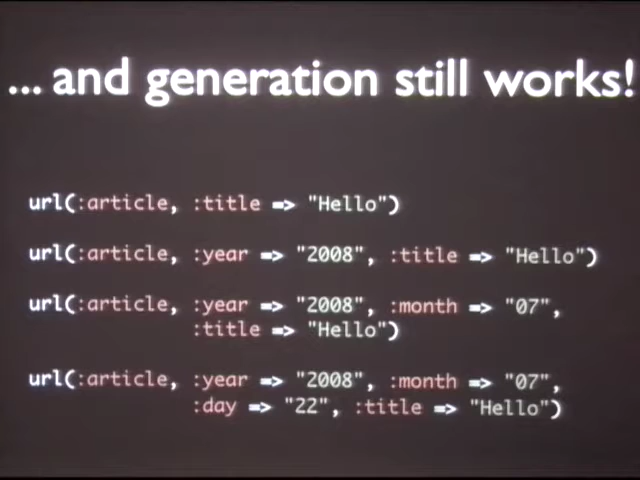 ... and generation still works!
url(:article, :title => "Hello")
url(:article, :year => "2008", :title => "Hello")
url(:article, :year => "2008", :month => "07",
:title => "Hello")
url(:article, :year => "2008", :month => "07",
:day => "22", :title => "Hello")